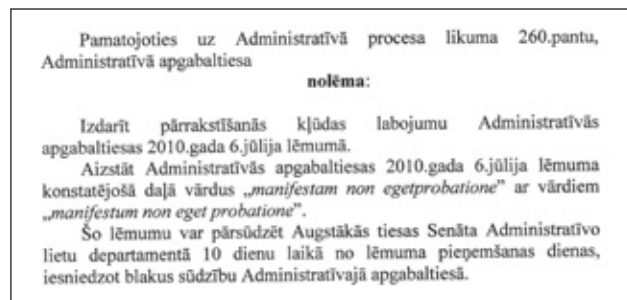 Pamatojoties uz Administratīvā procesa likuma 260.pantu,
Administratīvā apgabaltiesa
nolēma:
Izdarīt pārrakstīšanās kļūdas labojumu Administratīvās
apgabaltiesas 2010.gada 6.jūlija lēmumā.
Aizstāt Administratīvās apgabaltiesas 2010.gada 6.jūlija lēmuma
konstatējošā daļā vārdus „manifestam non egetprobatione” ar vārdiem
„manifestum non eget probatione”.
Šo lēmumu var pārsūdzēt Augstākās tiesas Senāta Administratīvo
lietu departamentā 10 dienu laikā no lēmuma pieņemšanas dienas,
iesniedzot blakus sūdzību Administratīvajā apgabaltiesā.